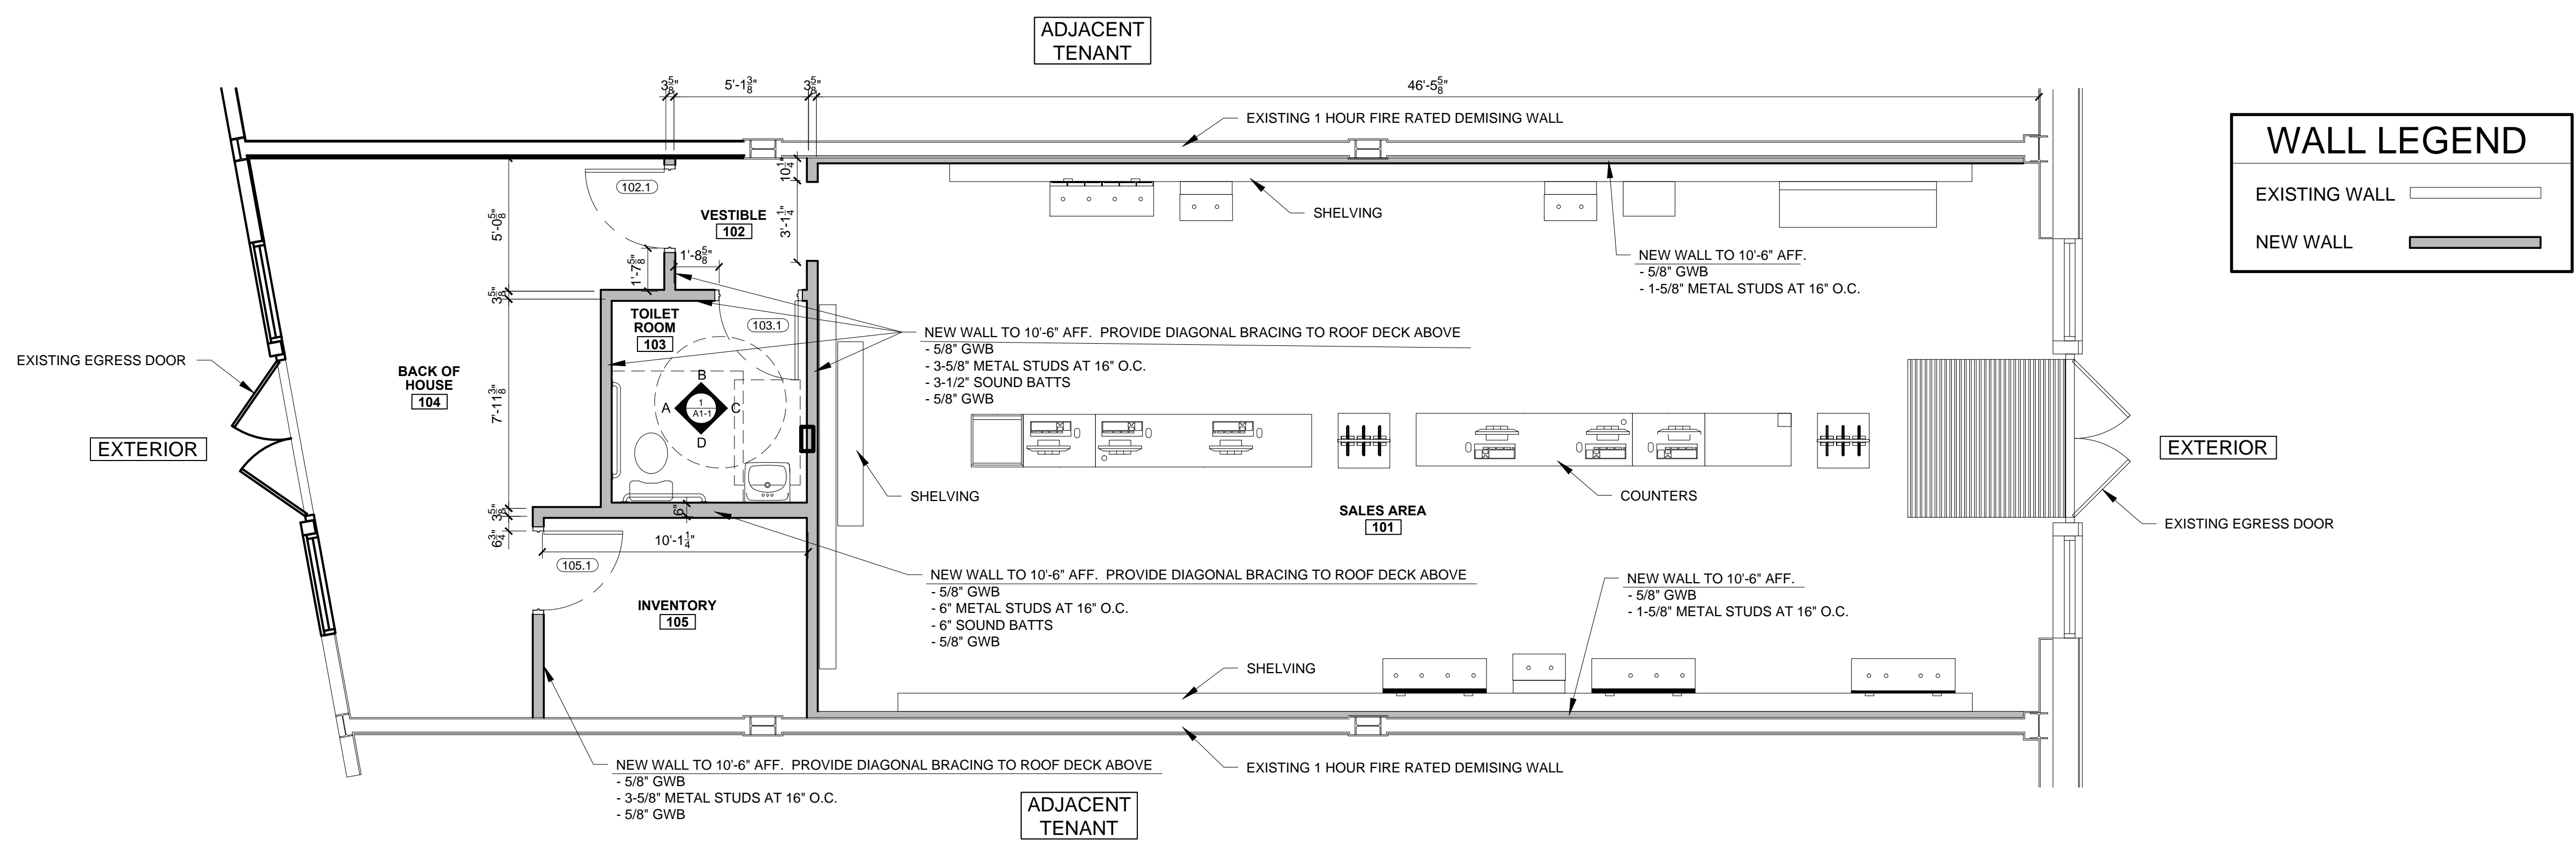 ADJACENT
TENANT
3 5/8"
5'-1 3/8"
3 5/8"
46'-5 5/8"
EXISTING 1 HOUR FIRE RATED DEMISING WALL
WALL LEGEND
EXISTING WALL
NEW WALL
102.1
10 1/4"
5'-0 5/8"
VESTIBLE
102
3'-1 1/4"
SHELVING
1'-7 5/8"
1'-8 5/8"
NEW WALL TO 10'-6" AFF.
- 5/8" GWB
- 1-5/8" METAL STUDS AT 16" O.C.
3 5/8"
TOILET
ROOM
103
103.1
NEW WALL TO 10'-6" AFF.  PROVIDE DIAGONAL BRACING TO ROOF DECK ABOVE
- 5/8" GWB
- 3-5/8" METAL STUDS AT 16" O.C.
- 3-1/2" SOUND BATTS
- 5/8" GWB
EXISTING EGRESS DOOR
BACK OF
HOUSE
104
7'-11 3/8"
B
A
1
A1-1
C
D
EXTERIOR
EXTERIOR
SHELVING
COUNTERS
SALES AREA
101
EXISTING EGRESS DOOR
3 5/8"
6"
6 3/4"
10'-1 1/4"
105.1
INVENTORY
105
NEW WALL TO 10'-6" AFF.  PROVIDE DIAGONAL BRACING TO ROOF DECK ABOVE
- 5/8" GWB
- 6" METAL STUDS AT 16" O.C.
- 6" SOUND BATTS
- 5/8" GWB
NEW WALL TO 10'-6" AFF.
- 5/8" GWB
- 1-5/8" METAL STUDS AT 16" O.C.
SHELVING
NEW WALL TO 10'-6" AFF.  PROVIDE DIAGONAL BRACING TO ROOF DECK ABOVE
- 5/8" GWB
- 3-5/8" METAL STUDS AT 16" O.C.
- 5/8" GWB
EXISTING 1 HOUR FIRE RATED DEMISING WALL
ADJACENT
TENANT